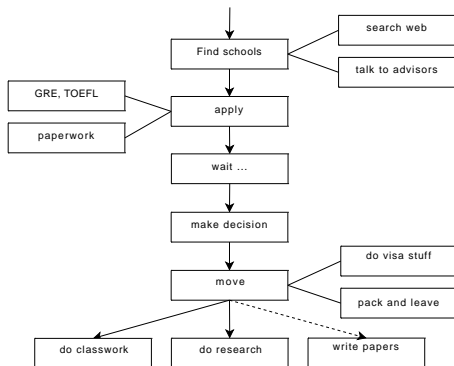 search web
Find schools
talk to advisors
GRE, TOEFL
apply
paperwork
wait ...
make decision
do visa stuff
move
pack and leave
do classwork
do research
write papers